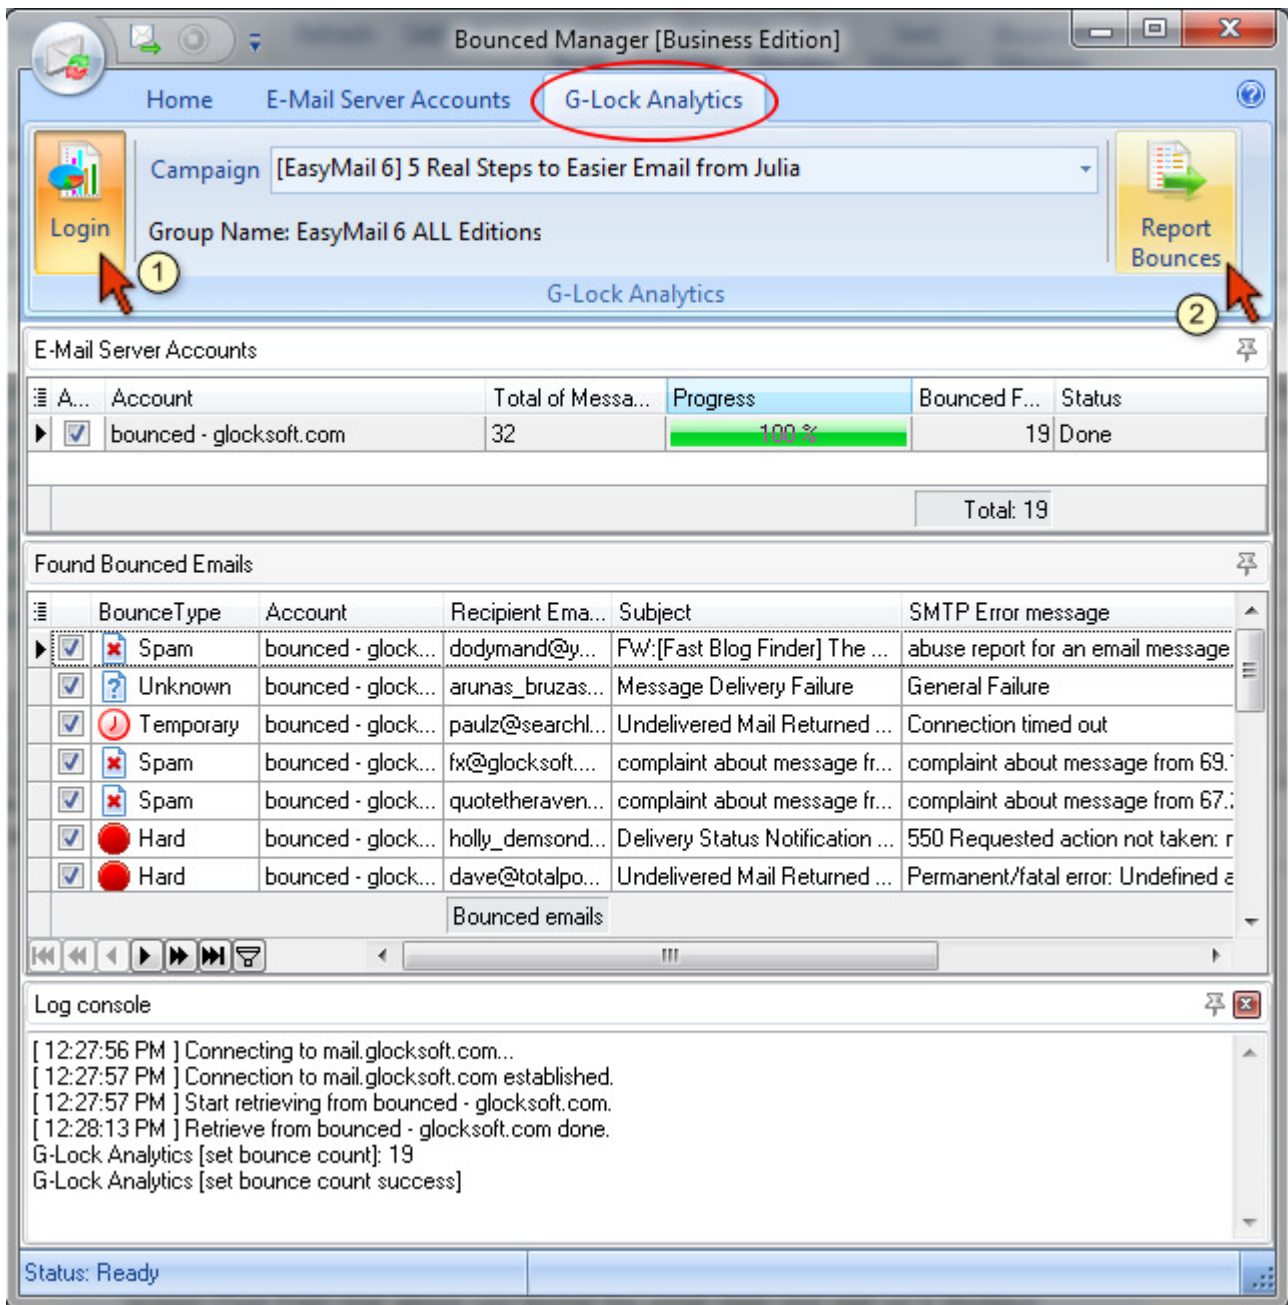 Bounced Manager [Business Edition]
Home E-Mail Server Accounts G-Lock Analytics
Login
Campaign [EasyMail 6] 5 Real Steps to Easier Email from Julia
Group Name: EasyMail 6 ALL Editions
Report
Bounces
1
2
G-Lock Analytics
E-Mail Server Accounts
A... Account Total of Messa... Progress Bounced F... Status
bounced - glocksoft.com 32 100 % 19 Done
Total: 19
Found Bounced Emails
BounceType Account Recipient Ema... Subject SMTP Error message
Spam bounced - glock... dodymand@y... FW:[Fast Blog Finder] The ... abuse report for an email message
Unknown bounced - glock... arunas_bruzas... Message Delivery Failure General Failure
Temporary bounced - glock... paulz@searchl... Undelivered Mail Returned ... Connection timed out
Spam bounced - glock... fx@glocksoft.... complaint about message fr... complaint about message from 69.
Spam bounced - glock... quotetheraven... complaint about message fr... complaint about message from 67.
Hard bounced - glock... holly_demsond... Delivery Status Notification ... 550 Requested action not taken:
Hard bounced - glock... dave@totalpo... Undelivered Mail Returned ... Permanent/fatal error: Undefined
Bounced emails
Log console
[ 12:27:56 PM ] Connecting to mail.glocksoft.com...
[ 12:27:57 PM ] Connection to mail.glocksoft.com established.
[ 12:27:57 PM ] Start retrieving from bounced - glocksoft.com.
[ 12:28:13 PM ] Retrieve from bounced - glocksoft.com done.
G-Lock Analytics [set bounce count]: 19
G-Lock Analytics [set bounce count success]
Status: Ready